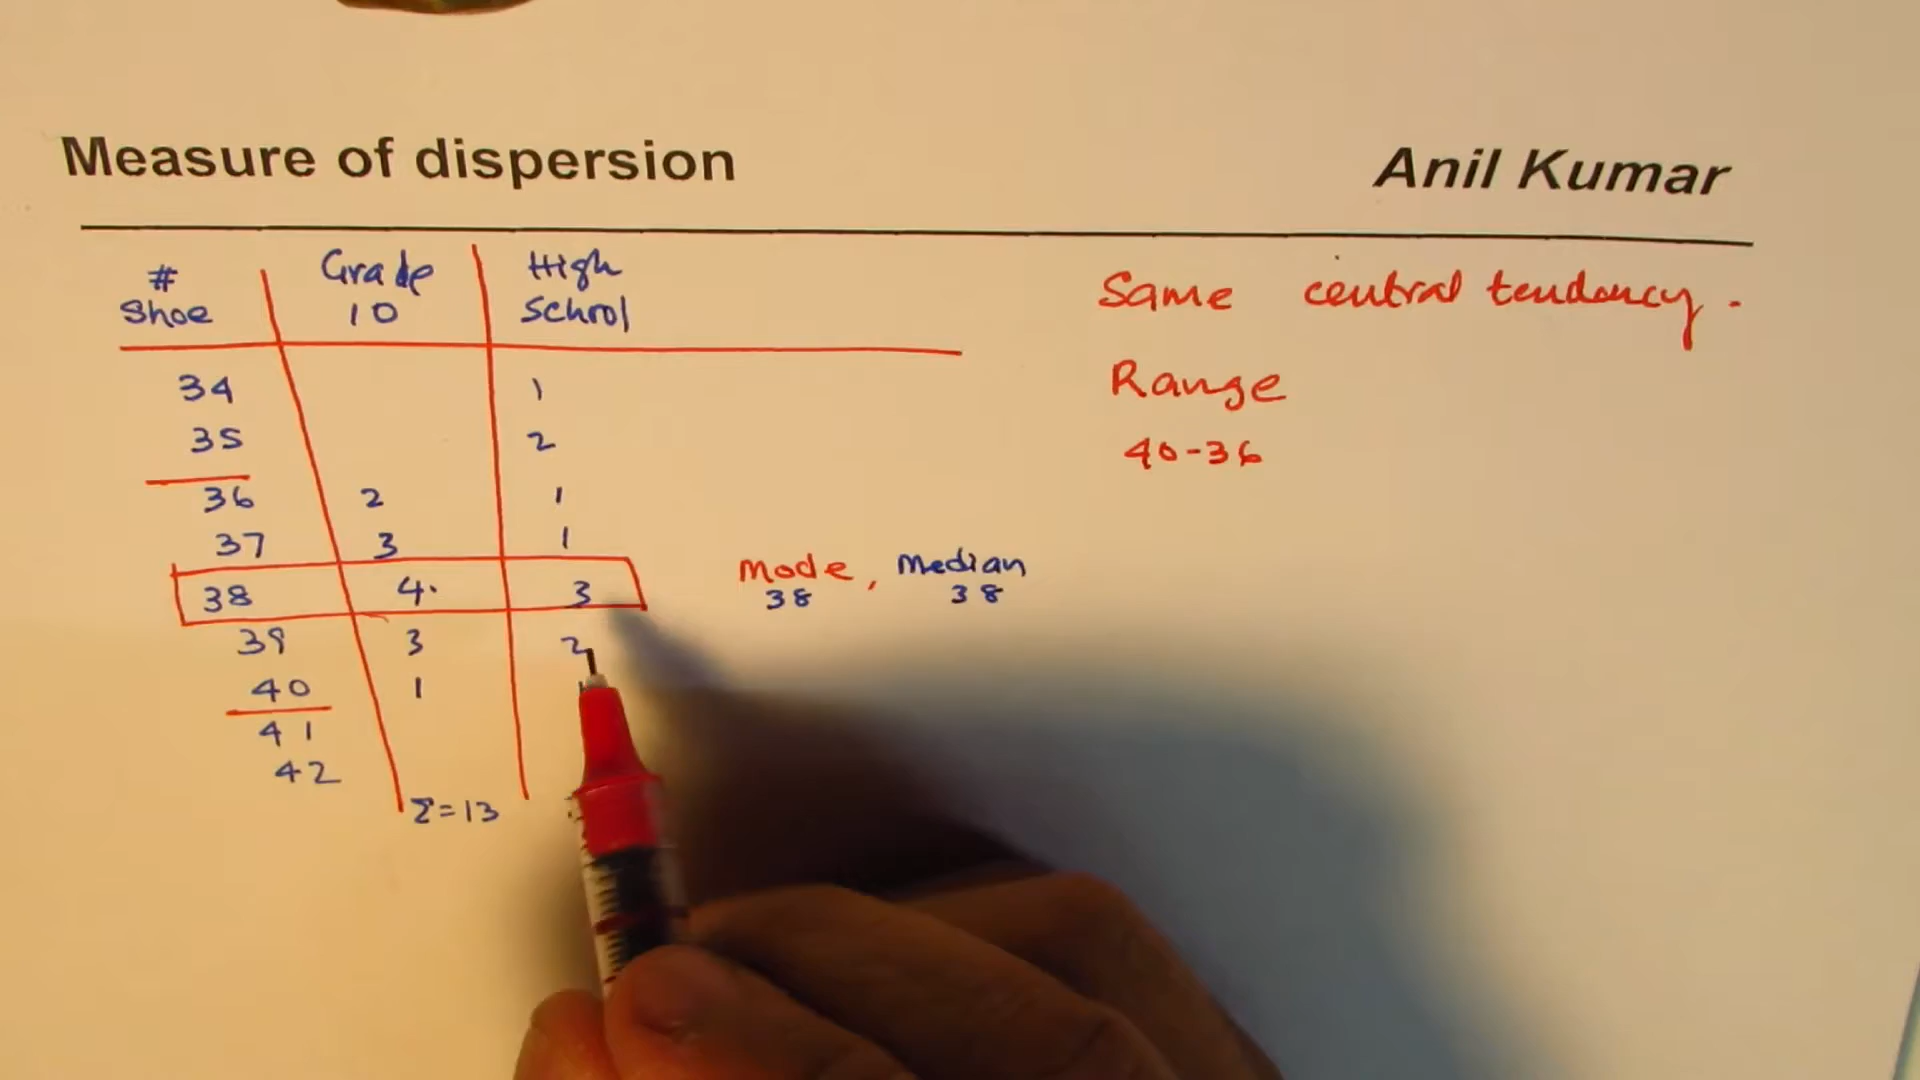 Measure of dispersion
Anil Kumar
# Shoe
Grade 10
High School
34 1
35 2
36 2 1
37 3 1
38 4 3
39 3 2
40 1
41
42
Σ=13
Mode, Median
38 38
Same central tendency.
Range
40-36